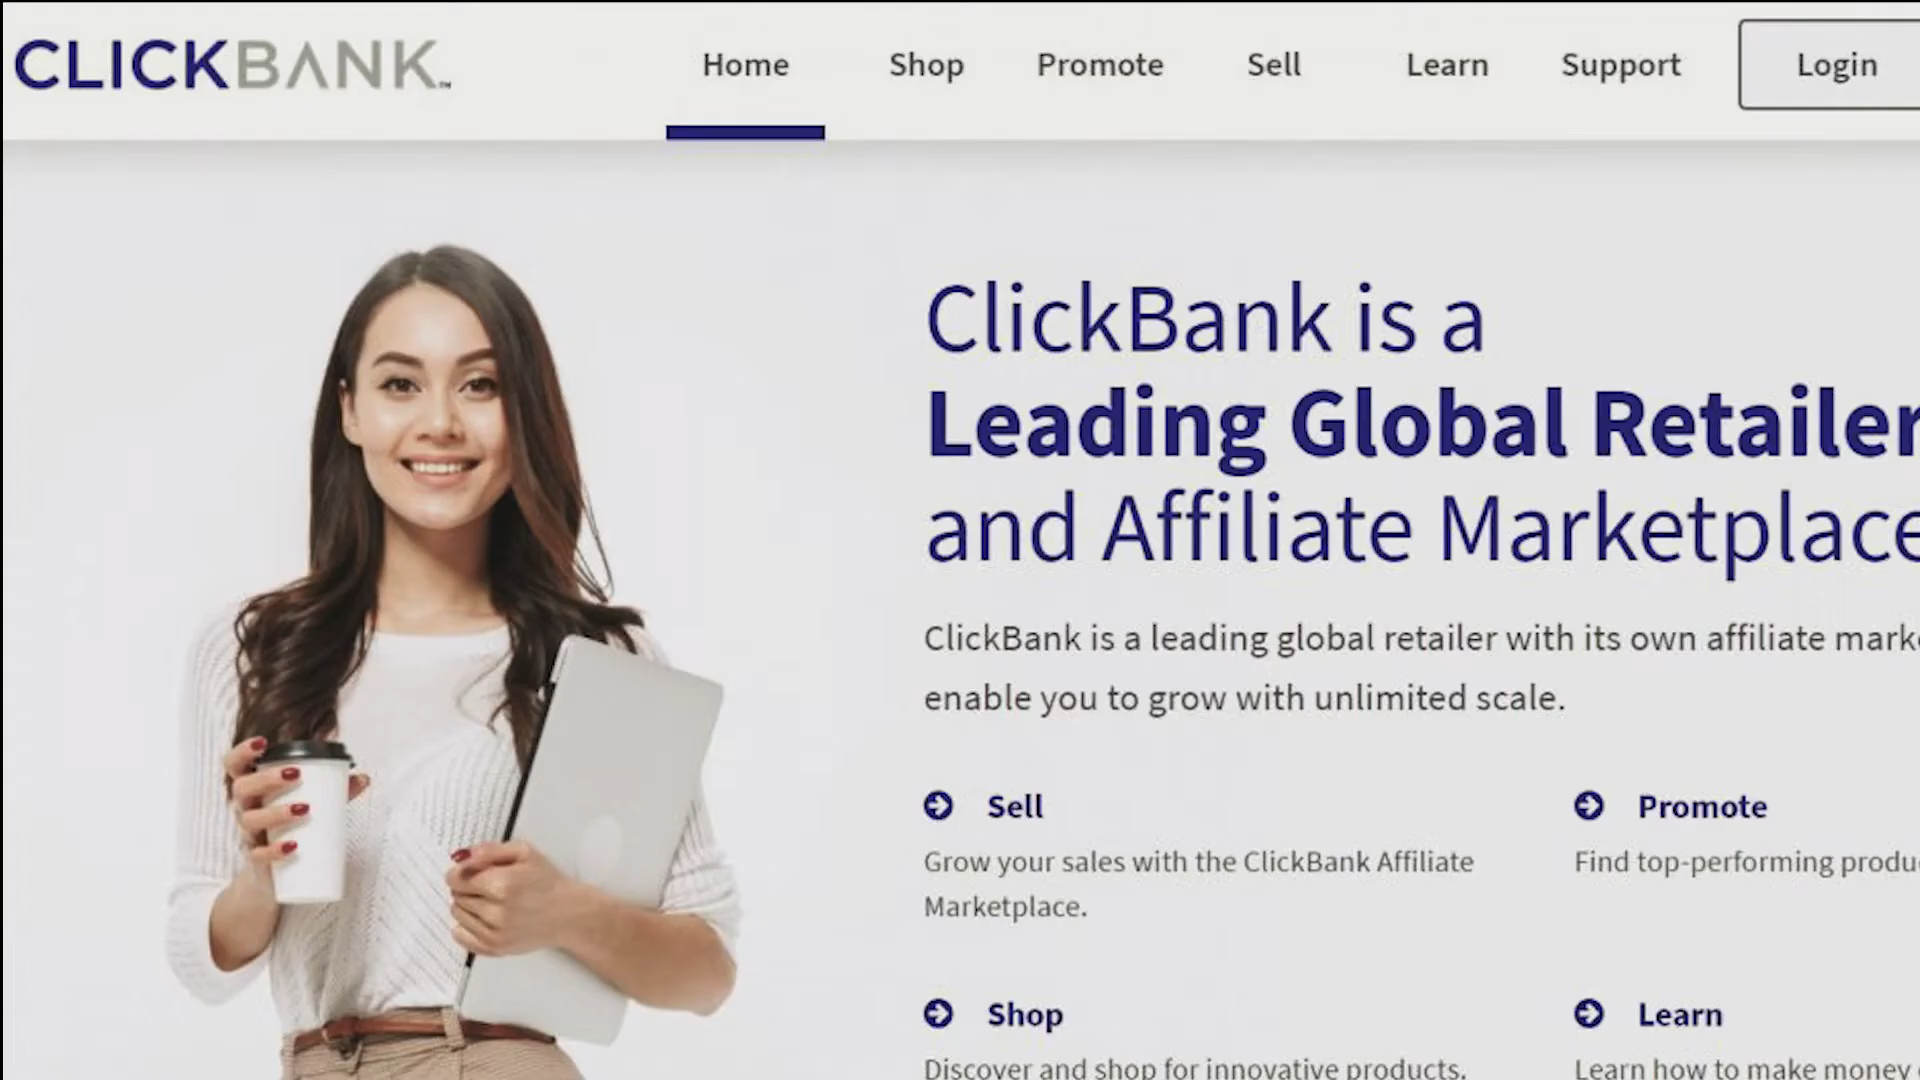 CLICKBANK™
Home Shop Promote Sell Learn Support Login
ClickBank is a
Leading Global Retailer
and Affiliate Marketplace
ClickBank is a leading global retailer with its own affiliate
enable you to grow with unlimited scale.
Sell
Grow your sales with the ClickBank Affiliate
Marketplace.
Promote
Find top-performing
Shop
Discover and shop for innovative products.
Learn
Learn how to make money